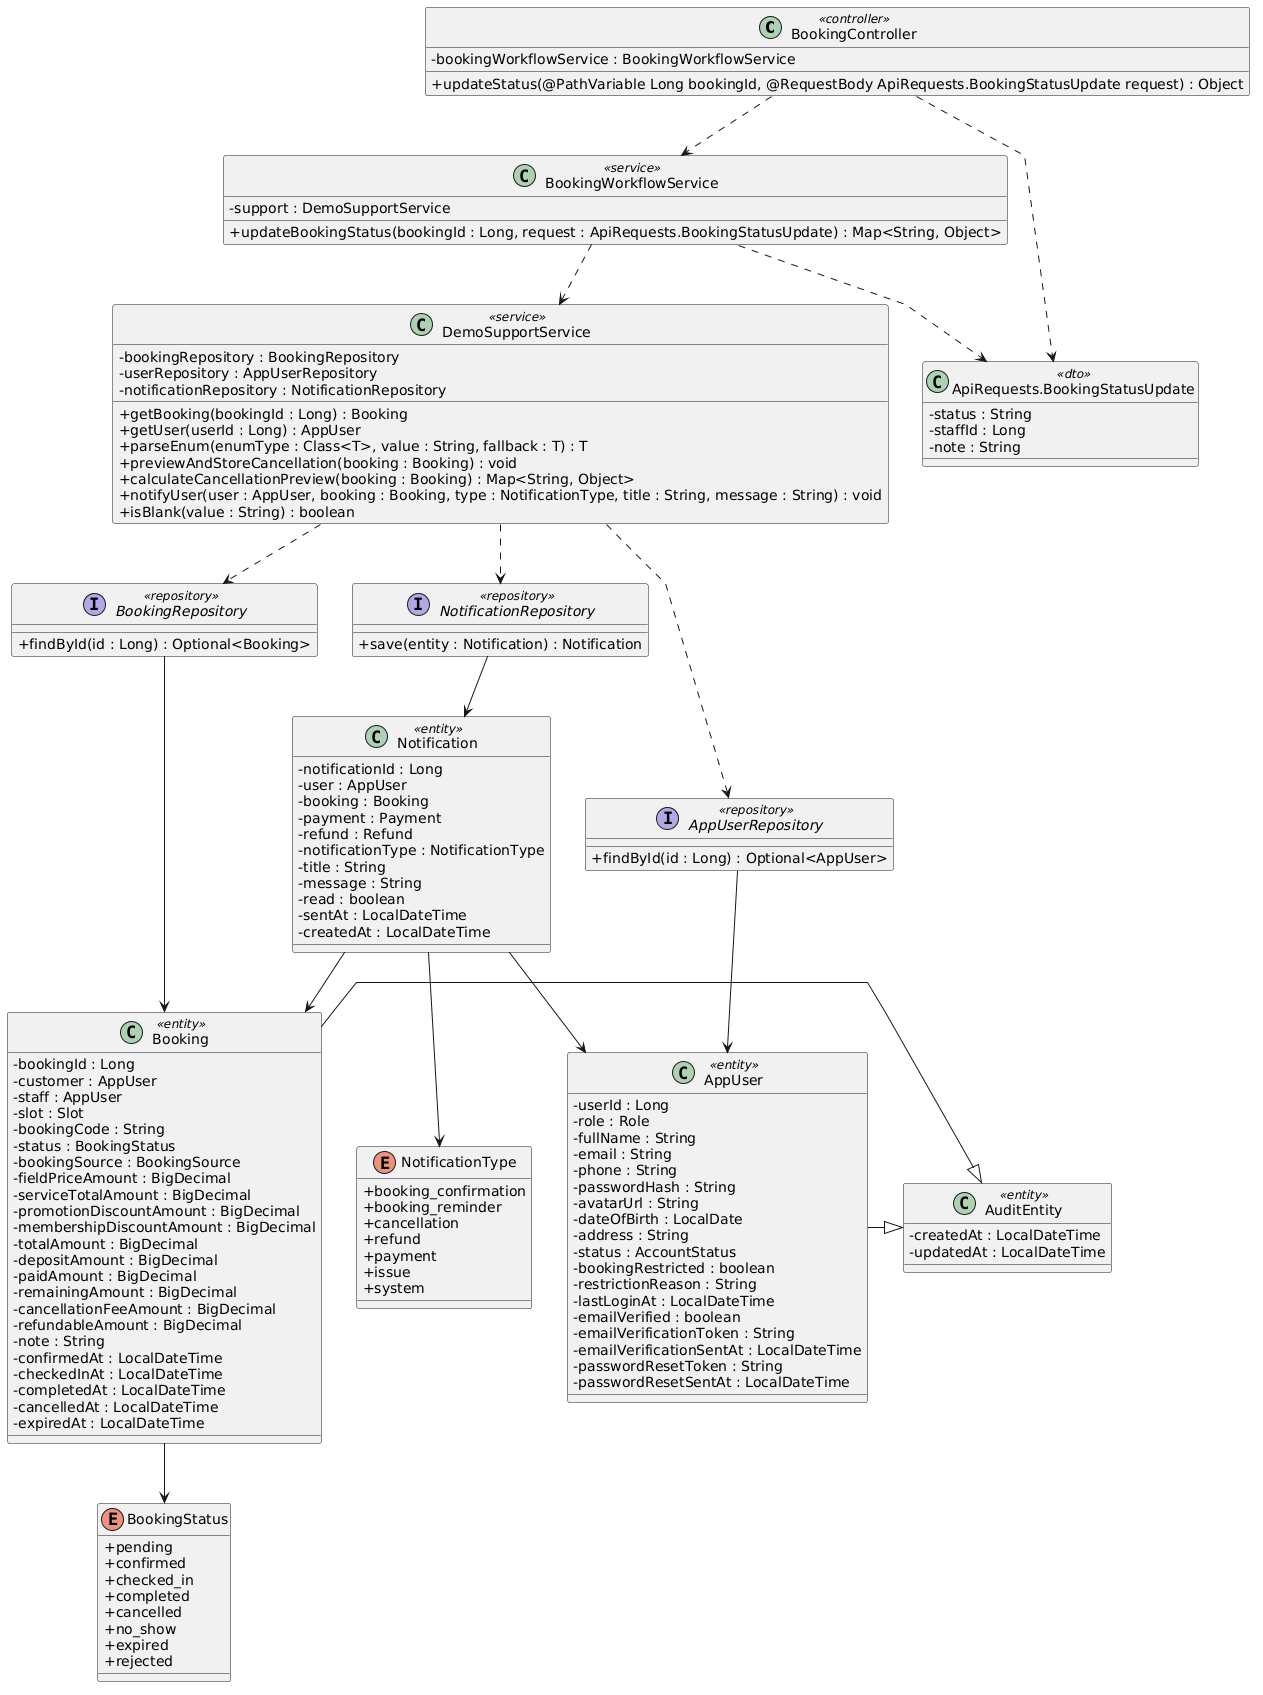 C
«controller»
BookingController
-bookingWorkflowService : BookingWorkflowService
+updateStatus(@PathVariable Long bookingId, @RequestBody ApiRequests.BookingStatusUpdate request) : Object
C
«service»
BookingWorkflowService
-support : DemoSupportService
+updateBookingStatus(bookingId : Long, request : ApiRequests.BookingStatusUpdate) : Map<String, Object>
C
«service»
DemoSupportService
-bookingRepository : BookingRepository
-userRepository : AppUserRepository
-notificationRepository : NotificationRepository
+getBooking(bookingId : Long) : Booking
+getUser(userId : Long) : AppUser
+parseEnum(enumType : Class<T>, value : String, fallback : T) : T
+previewAndStoreCancellation(booking : Booking) : void
+calculateCancellationPreview(booking : Booking) : Map<String, Object>
+notifyUser(user : AppUser, booking : Booking, type : NotificationType, title : String, message : String) : void
+isBlank(value : String) : boolean
C
«dto»
ApiRequests.BookingStatusUpdate
-status : String
-staffId : Long
-note : String
I
«repository»
BookingRepository
+findById(id : Long) : Optional<Booking>
I
«repository»
NotificationRepository
+save(entity : Notification) : Notification
C
«entity»
Notification
-notificationId : Long
-user : AppUser
-booking : Booking
-payment : Payment
-refund : Refund
-notificationType : NotificationType
-title : String
-message : String
-read : boolean
-sentAt : LocalDateTime
-createdAt : LocalDateTime
I
«repository»
AppUserRepository
+findById(id : Long) : Optional<AppUser>
C
«entity»
Booking
-bookingId : Long
-customer : AppUser
-staff : AppUser
-slot : Slot
-bookingCode : String
-status : BookingStatus
-bookingSource : BookingSource
-fieldPriceAmount : BigDecimal
-serviceTotalAmount : BigDecimal
-promotionDiscountAmount : BigDecimal
-membershipDiscountAmount : BigDecimal
-totalAmount : BigDecimal
-depositAmount : BigDecimal
-paidAmount : BigDecimal
-remainingAmount : BigDecimal
-cancellationFeeAmount : BigDecimal
-refundableAmount : BigDecimal
-note : String
-confirmedAt : LocalDateTime
-checkedInAt : LocalDateTime
-completedAt : LocalDateTime
-cancelledAt : LocalDateTime
-expiredAt : LocalDateTime
E
NotificationType
+booking_confirmation
+booking_reminder
+cancellation
+refund
+payment
+issue
+system
C
«entity»
AppUser
-userId : Long
-role : Role
-fullName : String
-email : String
-phone : String
-passwordHash : String
-avatarUrl : String
-dateOfBirth : LocalDate
-address : String
-status : AccountStatus
-bookingRestricted : boolean
-restrictionReason : String
-lastLoginAt : LocalDateTime
-emailVerified : boolean
-emailVerificationToken : String
-emailVerificationSentAt : LocalDateTime
-passwordResetToken : String
-passwordResetSentAt : LocalDateTime
C
«entity»
AuditEntity
-createdAt : LocalDateTime
-updatedAt : LocalDateTime
E
BookingStatus
+pending
+confirmed
+checked_in
+completed
+cancelled
+no_show
+expired
+rejected